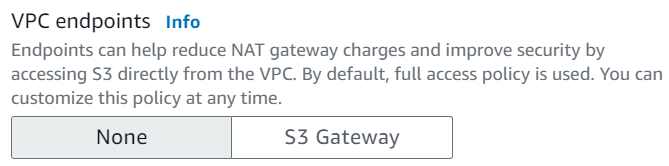 VPC endpoints Info
Endpoints can help reduce NAT gateway charges and improve security by
accessing S3 directly from the VPC. By default, full access policy is used. You can
customize this policy at any time.
None S3 Gateway